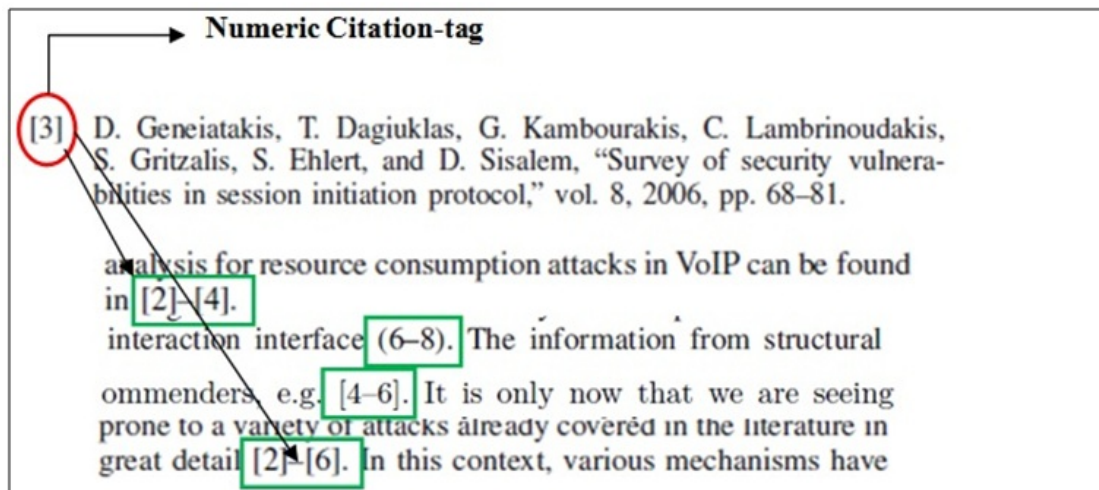 Numeric Citation-tag
[3] D. Geneiatakis, T. Dagiuklas, G. Kambourakis, C. Lambrinoudakis,
S. Gritzalis, S. Ehlert, and D. Sisalem, “Survey of security vulnera-
bilities in session initiation protocol,” vol. 8, 2006, pp. 68–81.
analysis for resource consumption attacks in VoIP can be found
in [2]–[4].
interaction interface (6–8). The information from structural
ommenders, e.g. [4–6]. It is only now that we are seeing
prone to a variety of attacks already covered in the literature in
great detail [2]–[6]. In this context, various mechanisms have